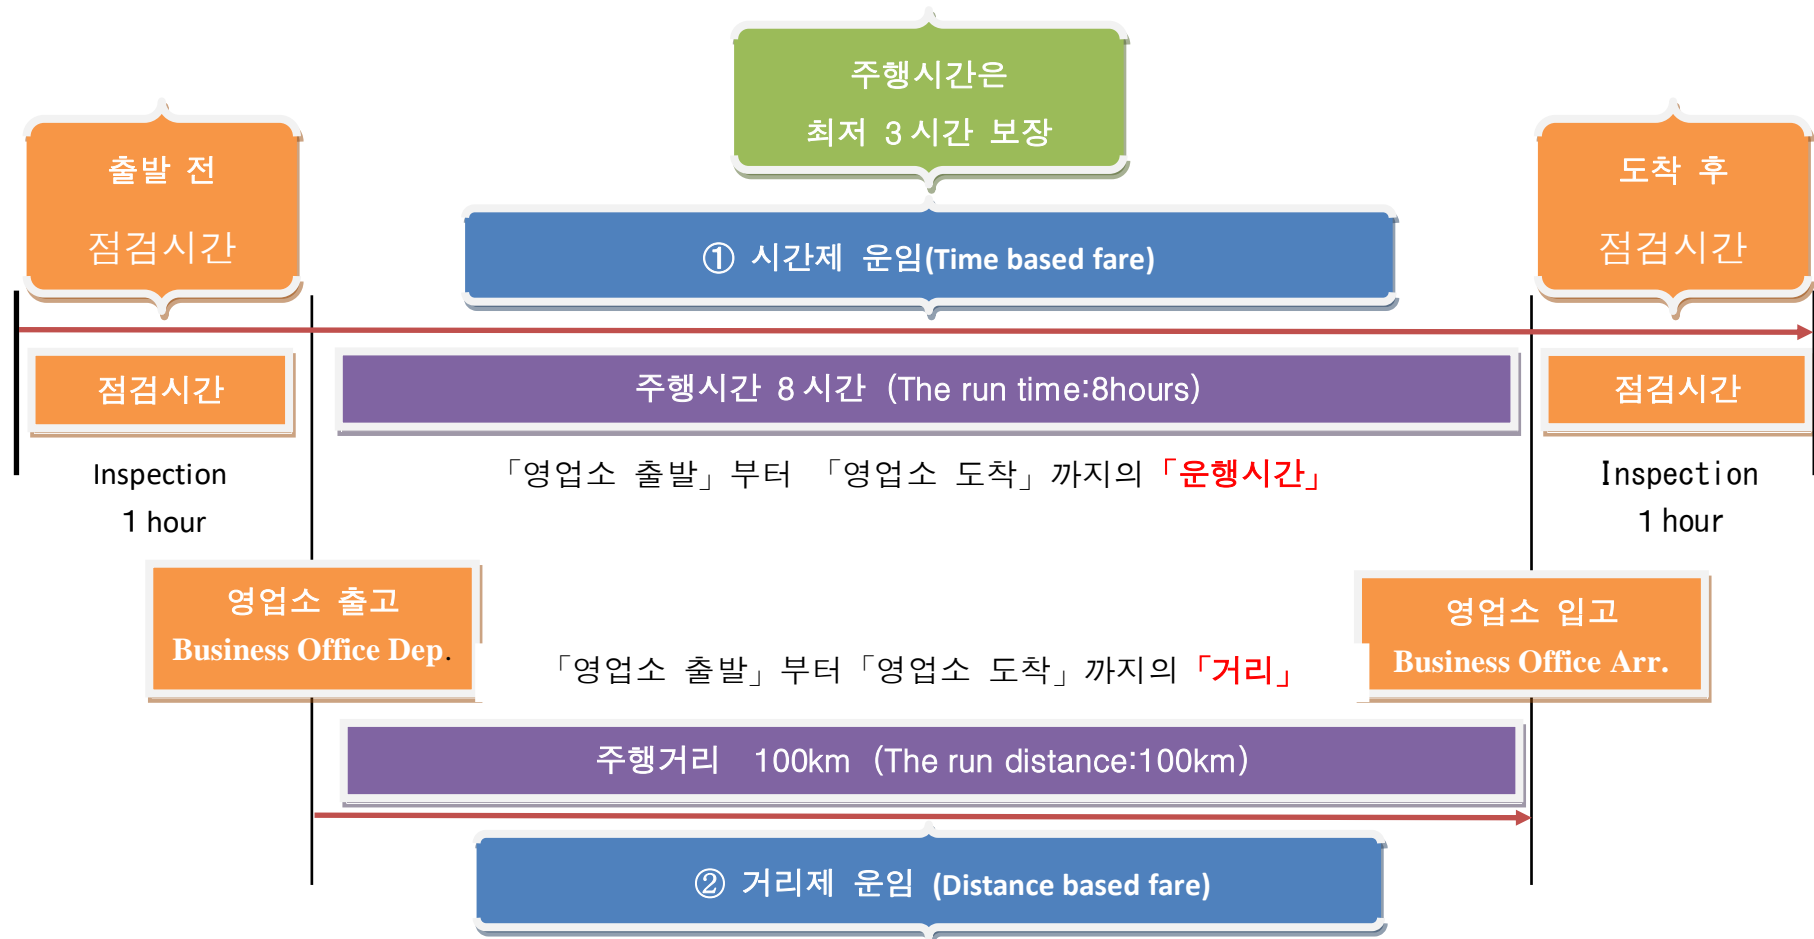 주행시간은
최저 3시간 보장
출발 전
점검시간
도착 후
점검시간
① 시간제 운임(Time based fare)
점검시간
주행시간 8시간 (The run time:8hours)
점검시간
Inspection
1 hour
「영업소 출발」부터 「영업소 도착」까지의「운행시간」
Inspection
1 hour
영업소 출고
Business Office Dep.
「영업소 출발」부터「영업소 도착」까지의「거리」
영업소 입고
Business Office Arr.
주행거리 100km (The run distance:100km)
② 거리제 운임 (Distance based fare)